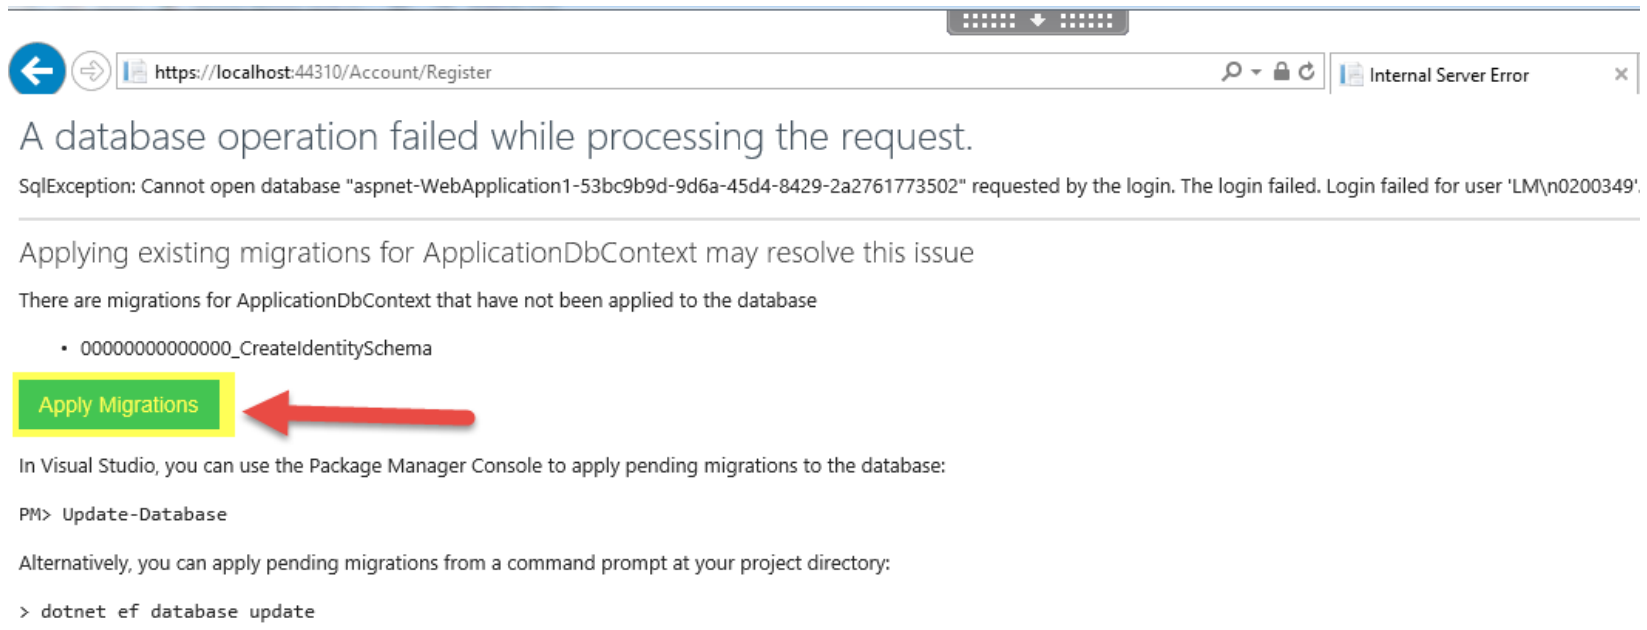 https://localhost:44310/Account/Register
Internal Server Error
A database operation failed while processing the request.
SqlException: Cannot open database "aspnet-WebApplication1-53bc9b9d-9d6a-45d4-8429-2a2761773502" requested by the login. The login failed. Login failed for user 'LM\n0200349'.
Applying existing migrations for ApplicationDbContext may resolve this issue
There are migrations for ApplicationDbContext that have not been applied to the database
• 00000000000000_CreateIdentitySchema
Apply Migrations
In Visual Studio, you can use the Package Manager Console to apply pending migrations to the database:
PM> Update-Database
Alternatively, you can apply pending migrations from a command prompt at your project directory:
> dotnet ef database update